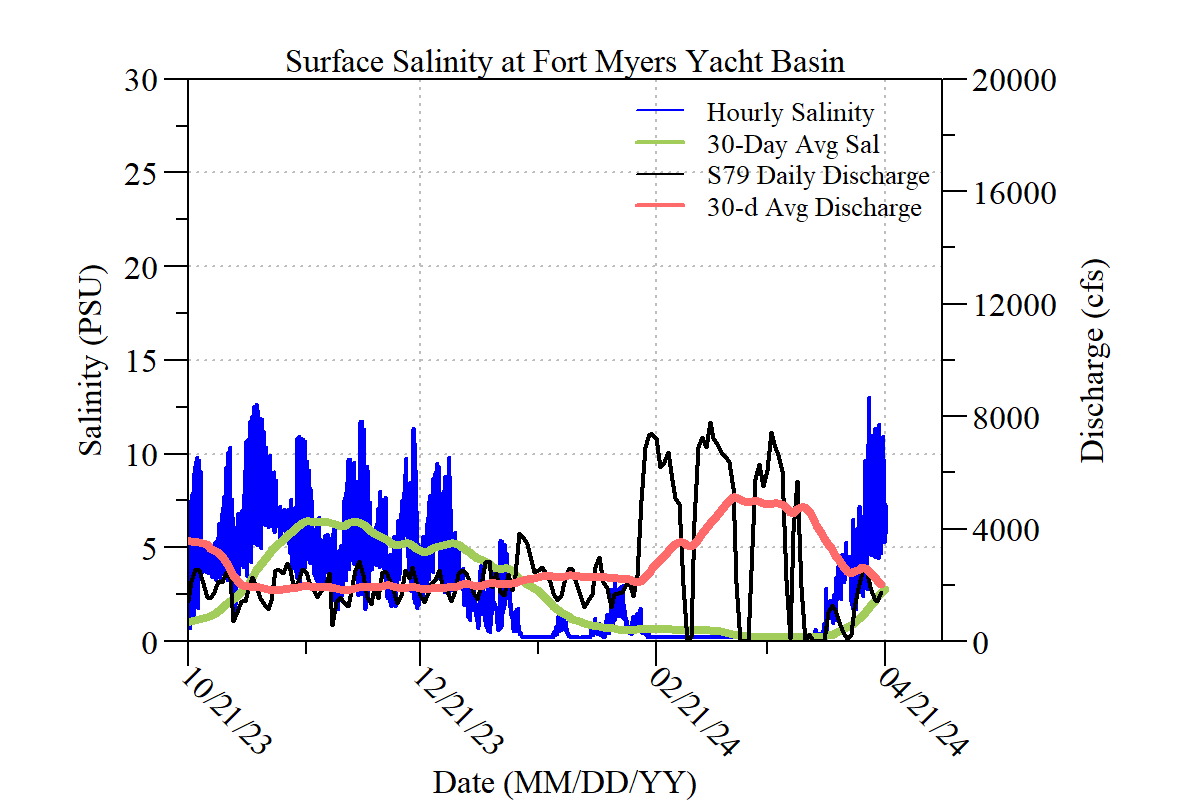 Surface Salinity at Fort Myers Yacht Basin
30
25
20
15
10
5
0
Salinity (PSU)
Hourly Salinity
30-Day Avg Sal
S79 Daily Discharge
30-d Avg Discharge
20000
16000
12000
8000
4000
0
Discharge (cfs)
10/21/23
12/21/23
02/21/24
04/21/24
Date (MM/DD/YY)